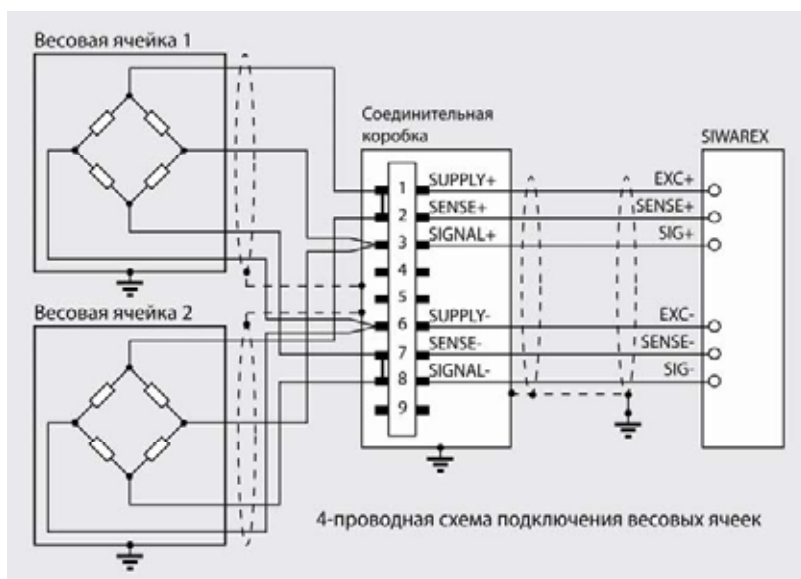 Весовая ячейка 1
Соединительная
коробка
SIWAREX
1 SUPPLY+ EXC+
2 SENSE+ SENSE+
3 SIGNAL+ SIG+
4
5
Весовая ячейка 2
6 SUPPLY- EXC-
7 SENSE- SENSE-
8 SIGNAL- SIG-
9
4-проводная схема подключения весовых ячеек